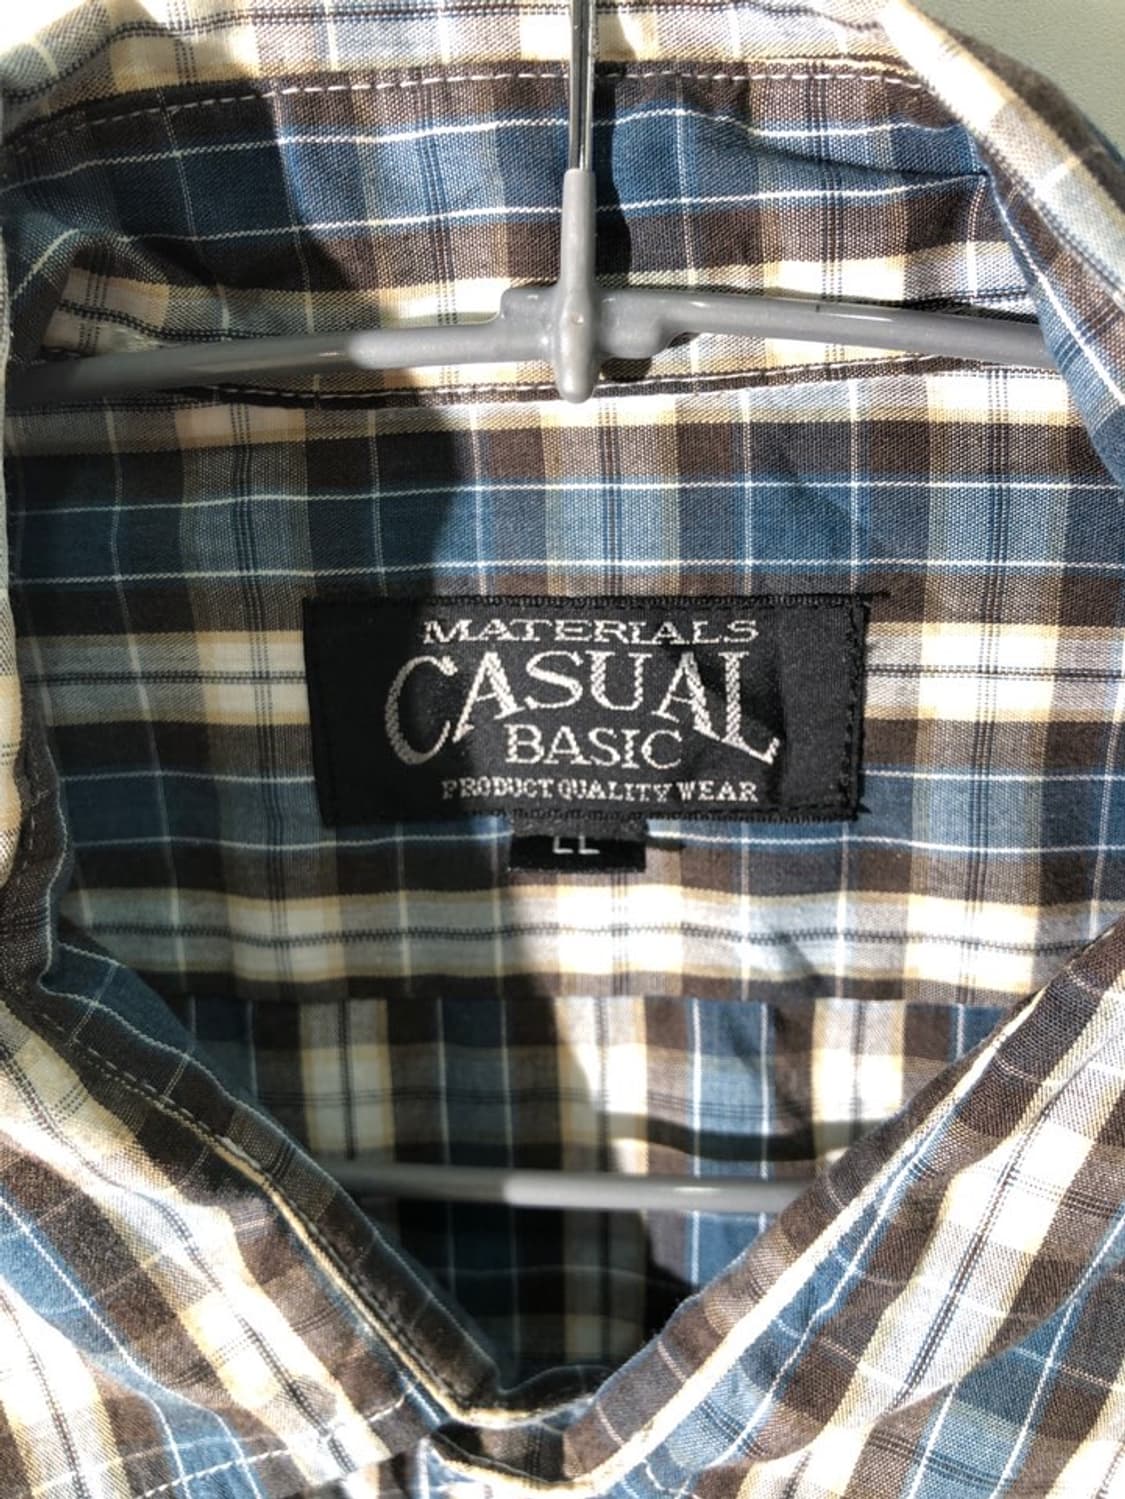 MATERIALS
CASUAL
BASIC
PRODUCT QUALITY WEAR
LL